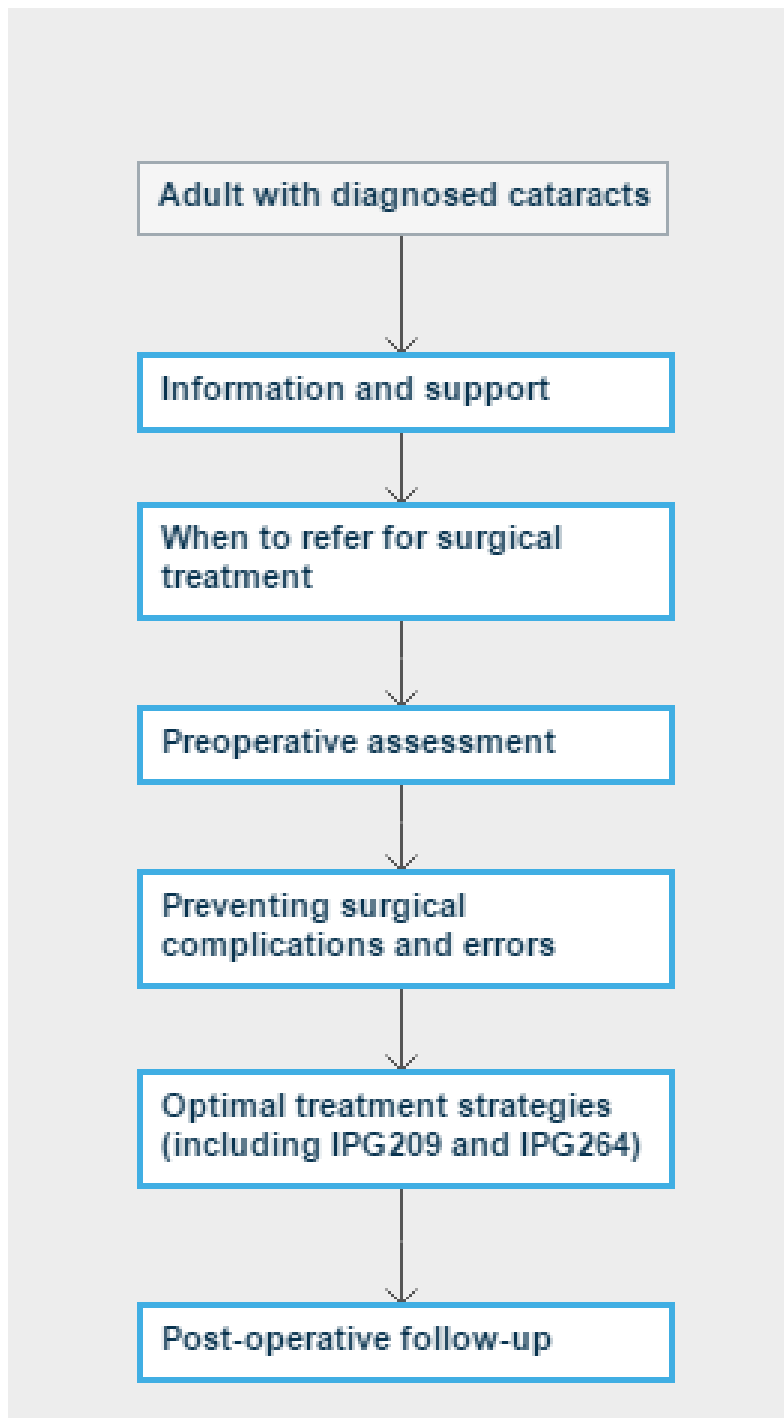 Adult with diagnosed cataracts
Information and support
When to refer for surgical
treatment
Preoperative assessment
Preventing surgical
complications and errors
Optimal treatment strategies
(including IPG209 and IPG264)
Post-operative follow-up